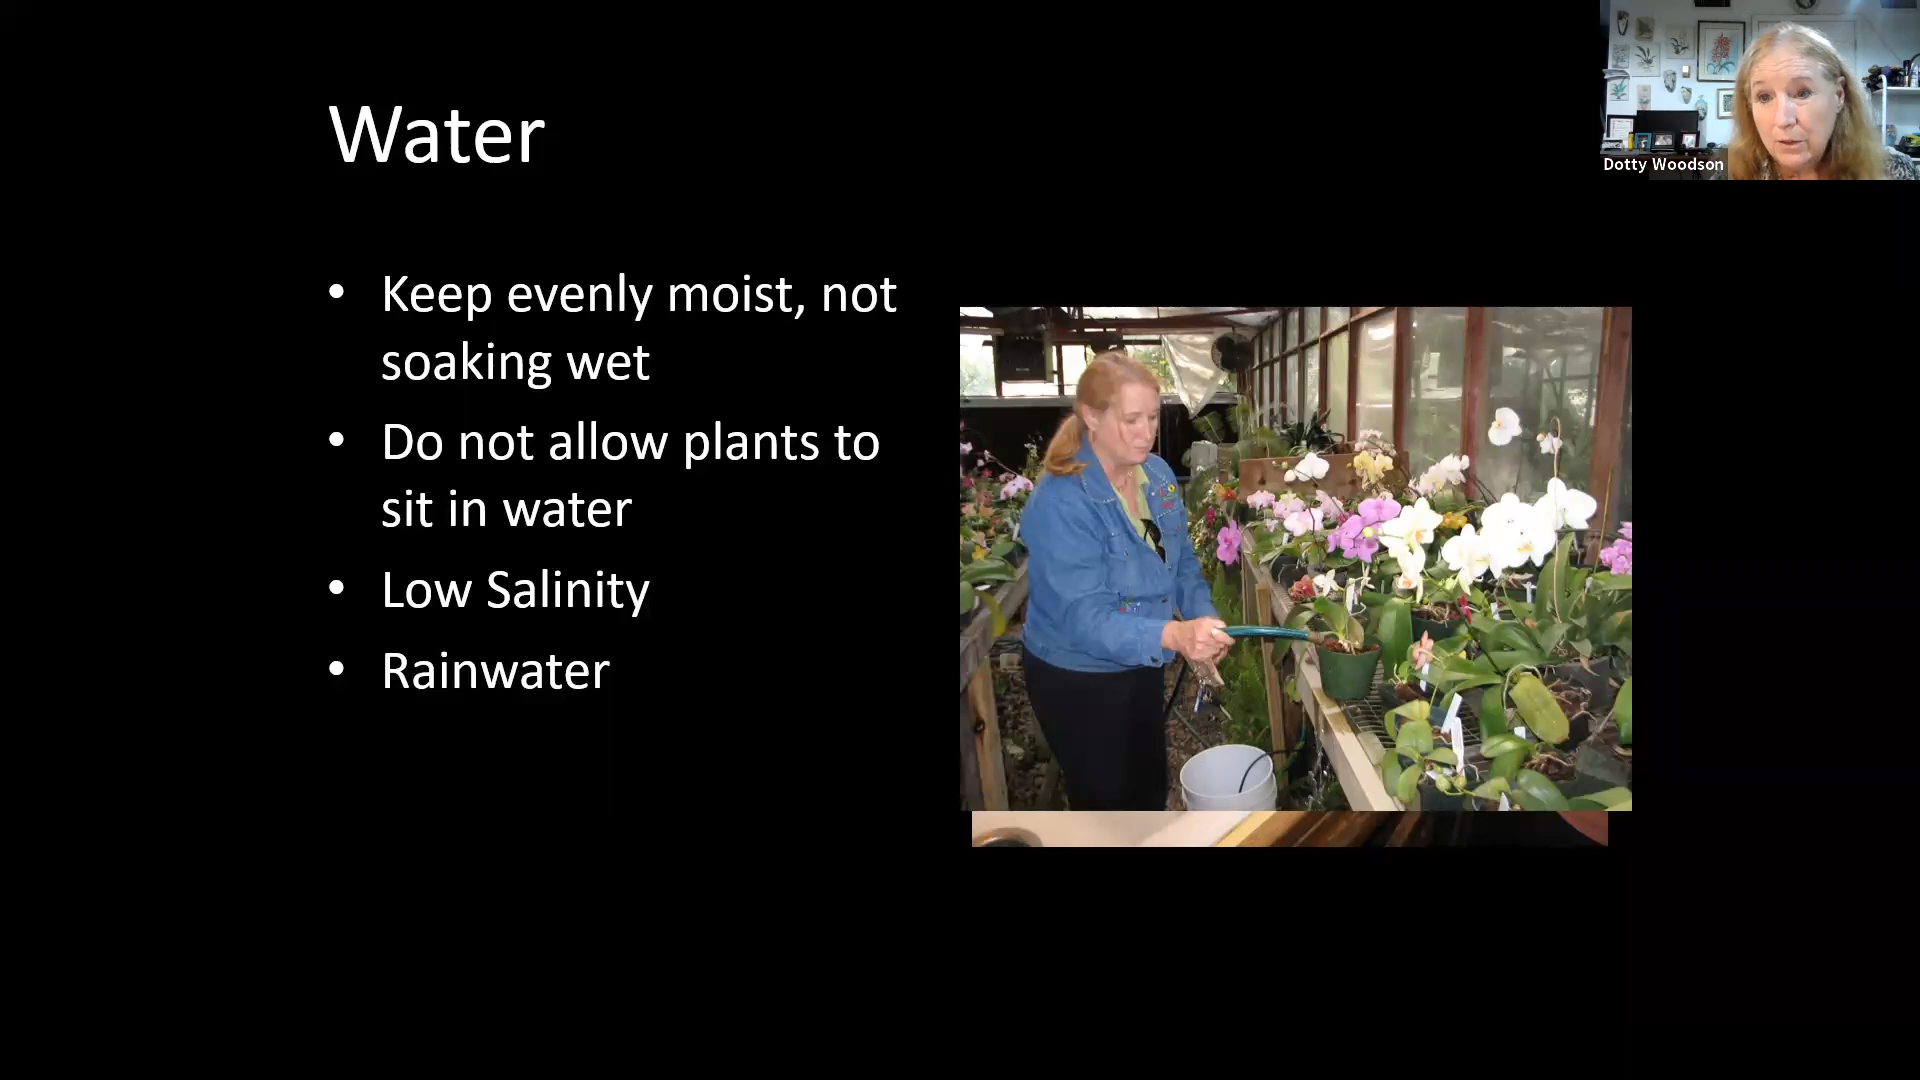 Water
• Keep evenly moist, not
soaking wet
• Do not allow plants to
sit in water
• Low Salinity
• Rainwater
Dotty Woodson